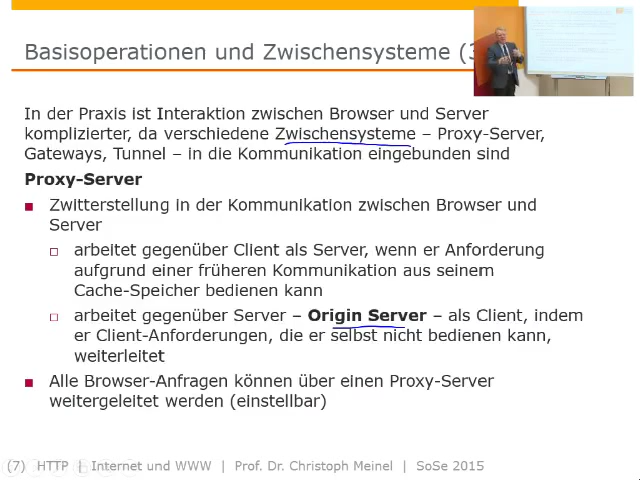 Basisoperationen und Zwischensysteme (3
In der Praxis ist Interaktion zwischen Browser und Server
komplizierter, da verschiedene Zwischensysteme – Proxy-Server,
Gateways, Tunnel – in die Kommunikation eingebunden sind
Proxy-Server
Zwitterstellung in der Kommunikation zwischen Browser und
Server
arbeitet gegenüber Client als Server, wenn er Anforderung
aufgrund einer früheren Kommunikation aus seinem
Cache-Speicher bedienen kann
arbeitet gegenüber Server – Origin Server – als Client, indem
er Client-Anforderungen, die er selbst nicht bedienen kann,
weiterleitet
Alle Browser-Anfragen können über einen Proxy-Server
weitergeleitet werden (einstellbar)
(7) HTTP | Internet und WWW | Prof. Dr. Christoph Meinel | SoSe 2015